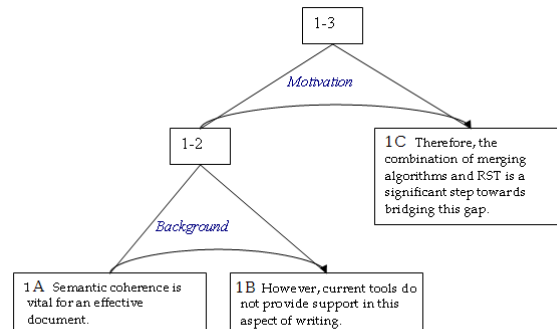 1-3
Motivation
1-2
1C Therefore, the
combination of merging
algorithms and RST is a
significant step towards
bridging this gap.
Background
1A Semantic coherence is
vital for an effective
document.
1B However, current tools do
not provide support in this
aspect of writing.